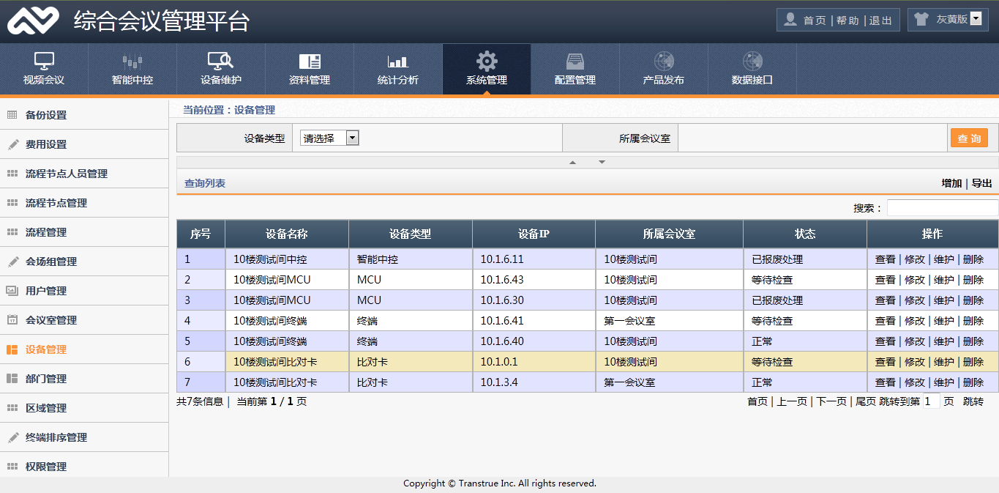 综合会议管理平台
首页 | 帮助 | 退出
灰黄版
视频会议 智能中控 设备维护 资料管理 统计分析 系统管理 配置管理 产品发布 数据接口
备份设置
费用设置
流程节点人员管理
流程节点管理
流程管理
会场组管理
用户管理
会议室管理
设备管理
部门管理
区域管理
终端排序管理
权限管理
当前位置：设备管理
设备类型 请选择 所属会议室 查 询
查询列表 增加 | 导出
搜索：
序号 设备名称 设备类型 设备IP 所属会议室 状态 操作
1 10楼测试间中控 智能中控 10.1.6.11 10楼测试间 已报废处理 查看 | 修改 | 维护 | 删除
2 10楼测试间MCU MCU 10.1.6.43 10楼测试间 等待检查 查看 | 修改 | 维护 | 删除
3 10楼测试间MCU MCU 10.1.6.30 10楼测试间 已报废处理 查看 | 修改 | 维护 | 删除
4 10楼测试间终端 终端 10.1.6.41 第一会议室 等待检查 查看 | 修改 | 维护 | 删除
5 10楼测试间终端 终端 10.1.6.40 10楼测试间 正常 查看 | 修改 | 维护 | 删除
6 10楼测试间比对卡 比对卡 10.1.0.1 10楼测试间 等待检查 查看 | 修改 | 维护 | 删除
7 10楼测试间比对卡 比对卡 10.1.3.4 第一会议室 正常 查看 | 修改 | 维护 | 删除
共7条信息 | 当前第 1 / 1 页 首页 | 上一页 | 下一页 | 尾页 跳转到第 1 页 跳转
Copyright © Transtrue Inc. All rights reserved.